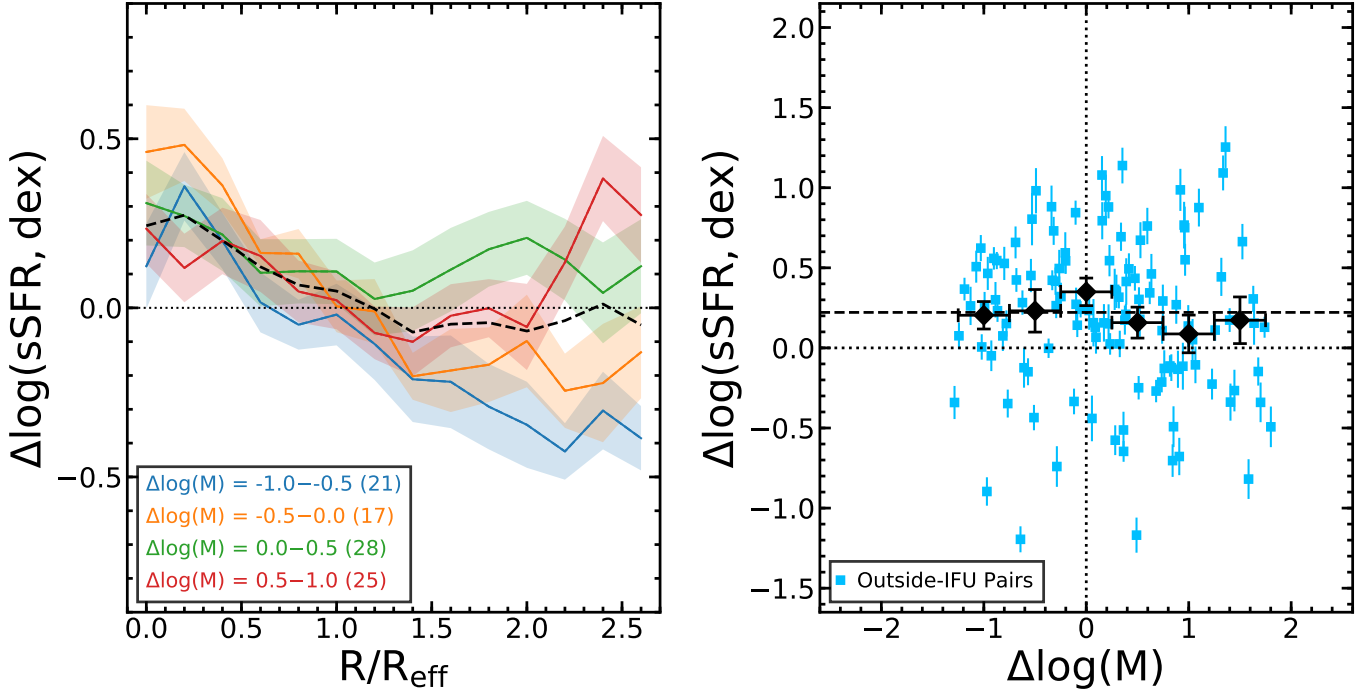 Δlog(sSFR, dex)
0.5
0.0
−0.5
Δlog(M) = -1.0−-0.5 (21)
Δlog(M) = -0.5−0.0 (17)
Δlog(M) = 0.0−0.5 (28)
Δlog(M) = 0.5−1.0 (25)
0.0 0.5 1.0 1.5 2.0 2.5
R/Reff
Δlog(sSFR, dex)
2.0
1.5
1.0
0.5
0.0
−0.5
−1.0
−1.5
Outside-IFU Pairs
−2 −1 0 1 2
Δlog(M)